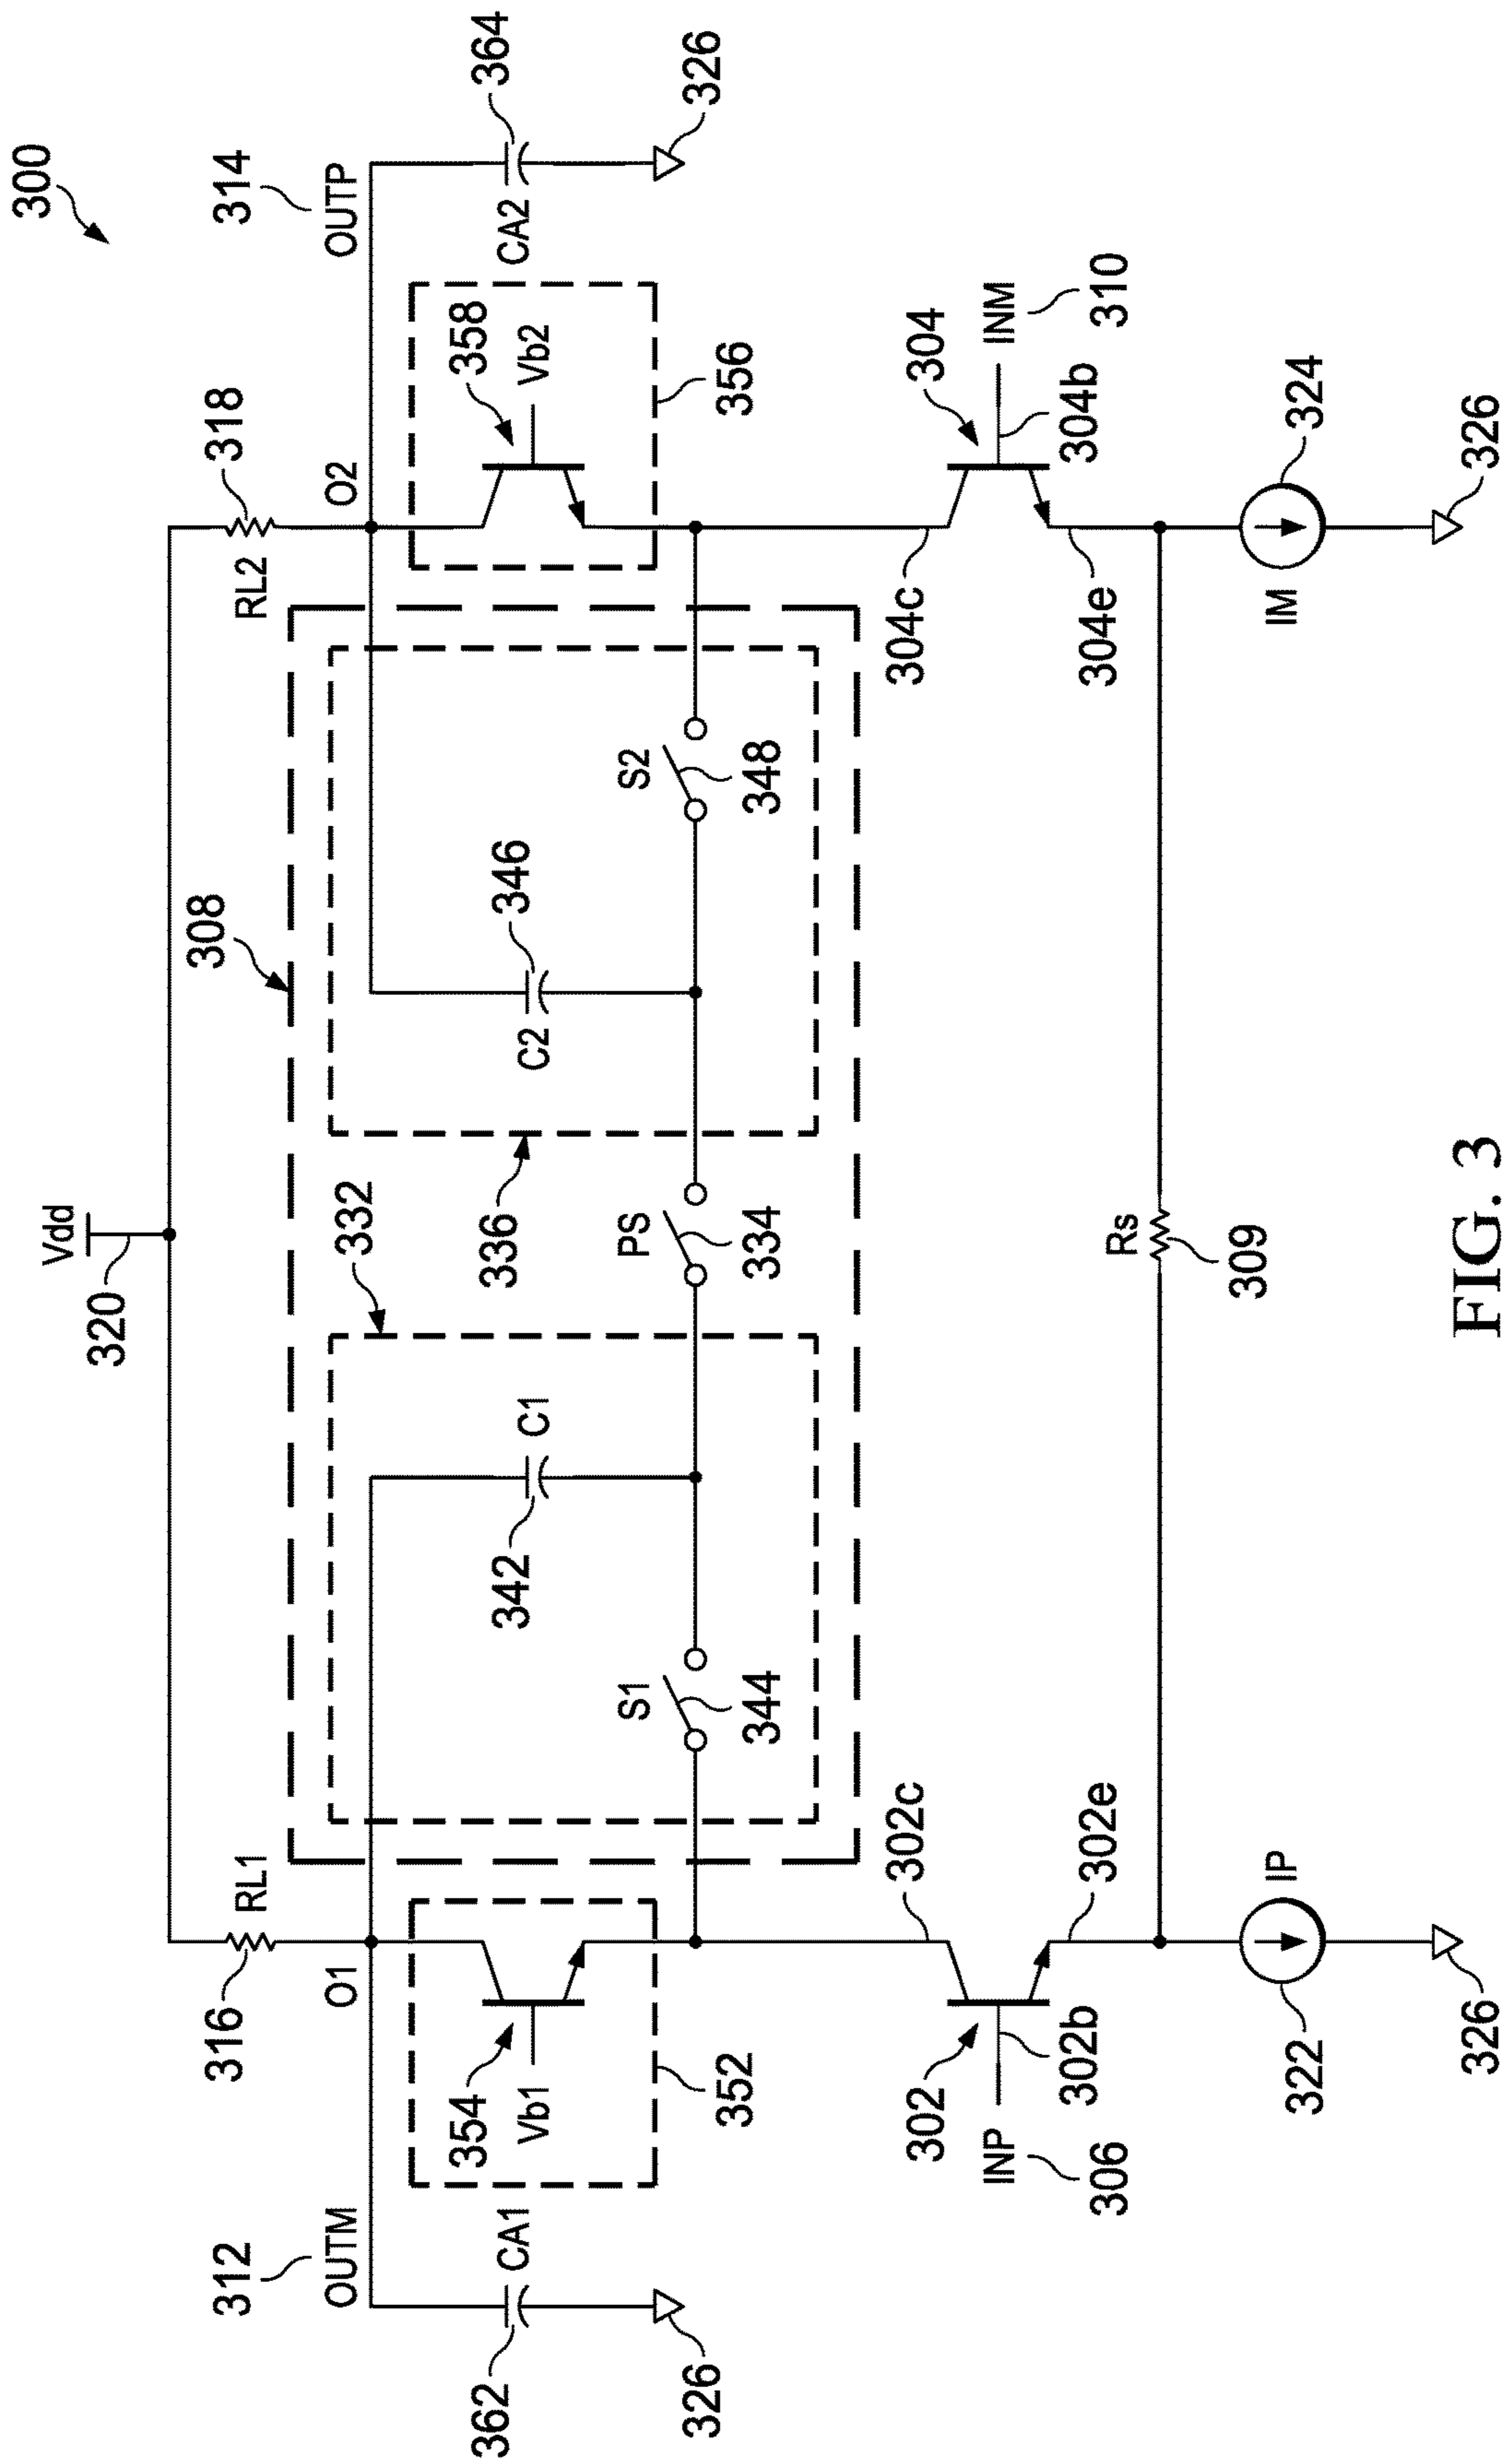 300
Vdd
320
312
OUTM
316
RL1
O1
308
RL2
318
O2
314
OUTP
362
CA1
354
Vb1
352
332
342
C1
S1
344
PS
334
336
C2
346
S2
348
358
Vb2
356
CA2
364
326
326
302c
304c
302
INP
306
302b
302e
304
INM
310
304b
304e
Rs
309
IP
322
326
IM
324
326
FIG. 3